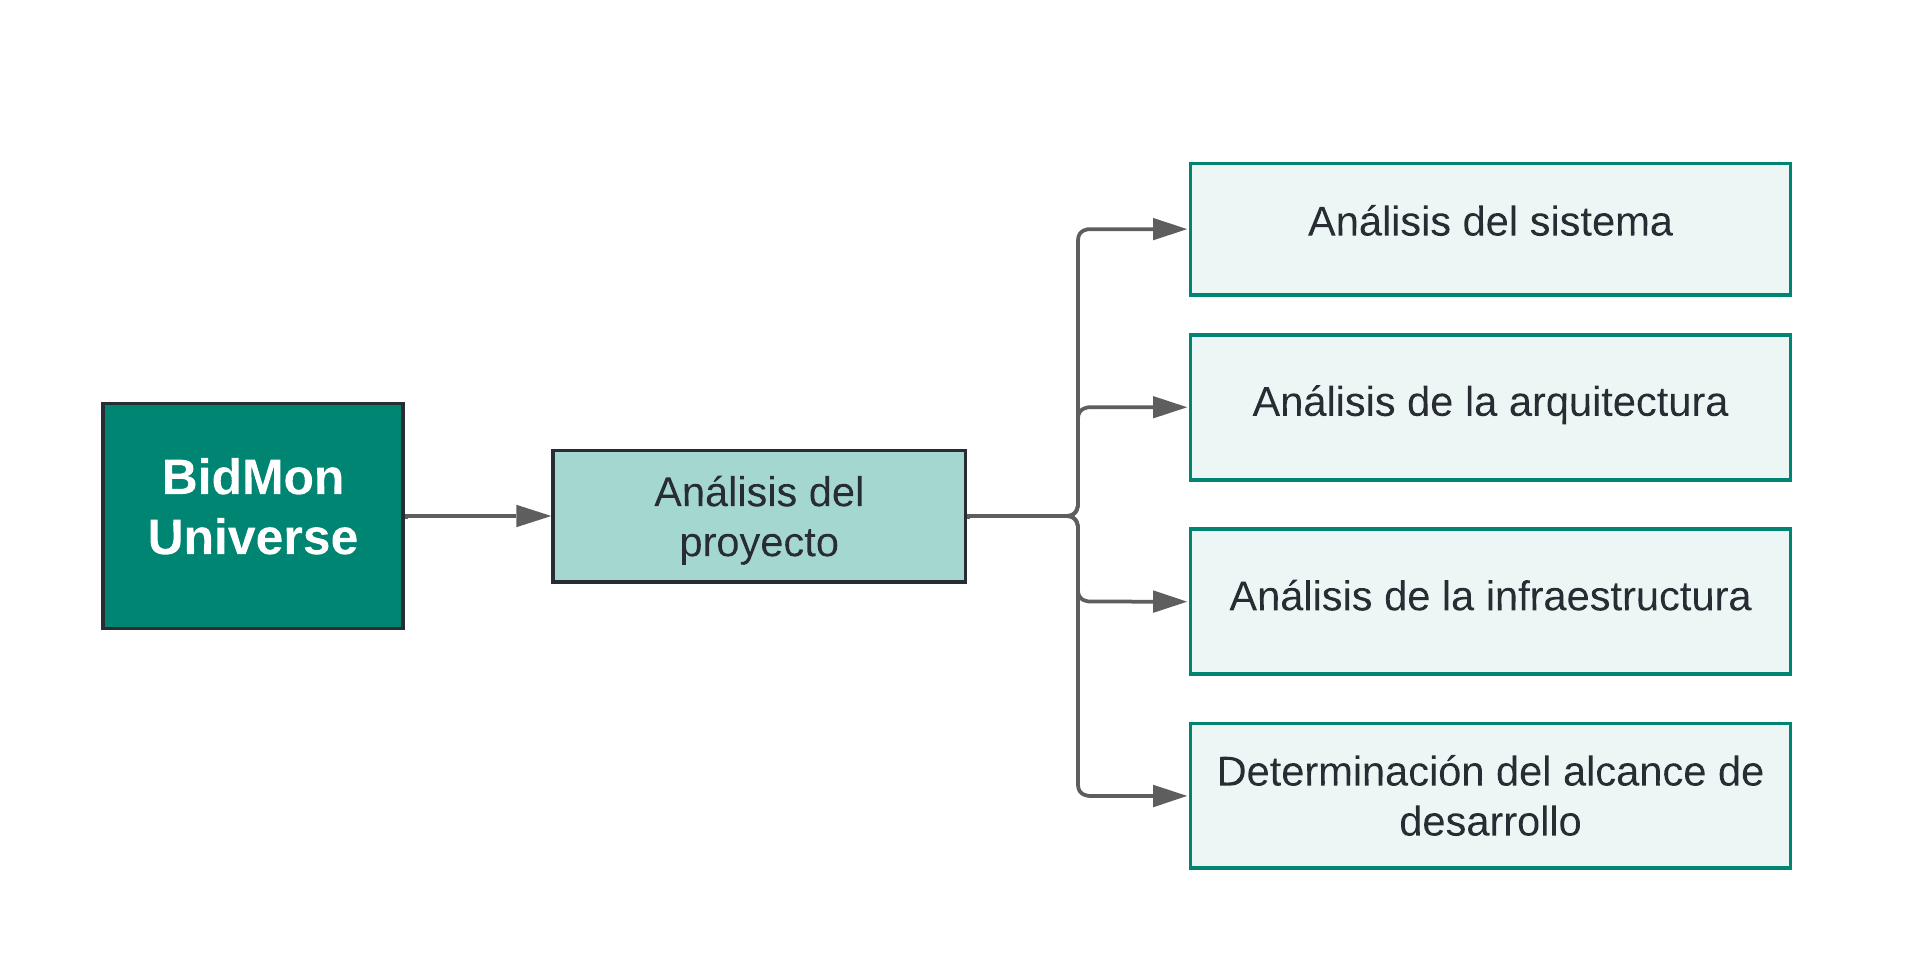 BidMon
Universe
Análisis del
proyecto
Análisis del sistema
Análisis de la arquitectura
Análisis de la infraestructura
Determinación del alcance de
desarrollo